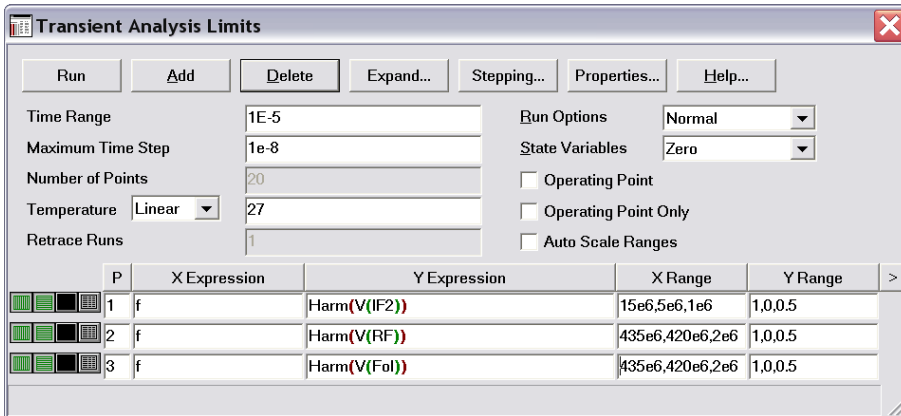 Transient Analysis Limits
Run Add Delete Expand... Stepping... Properties... Help...
Time Range 1E-5 Run Options Normal
Maximum Time Step 1e-8 State Variables Zero
Number of Points 20 Operating Point
Temperature Linear 27 Operating Point Only
Retrace Runs 1 Auto Scale Ranges
P X Expression Y Expression X Range Y Range >
1 f Harm(V(IF2)) 15e6,5e6,1e6 1,0,0.5
2 f Harm(V(RF)) 435e6,420e6,2e6 1,0,0.5
3 f Harm(V(Fol)) 435e6,420e6,2e6 1,0,0.5